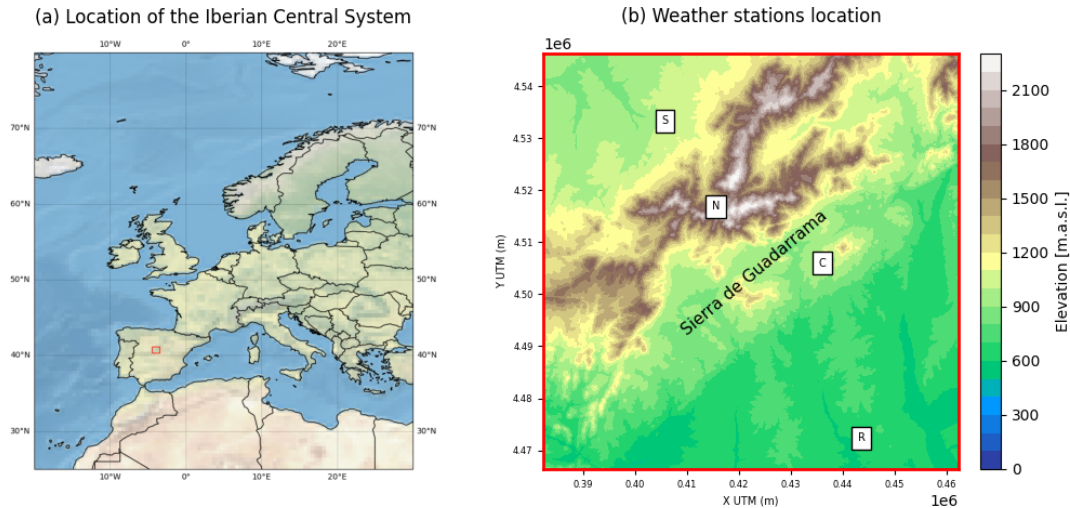 (a) Location of the Iberian Central System
10°W 0° 10°E 20°E
70°N 70°N
60°N 60°N
50°N 50°N
40°N 40°N
30°N 30°N
10°W 0° 10°E 20°E
(b) Weather stations location
1e6
4.54
4.53
4.52
4.51
4.50
4.49
4.48
4.47
Y UTM (m)
S
N
C
R
Sierra de Guadarrama
0.39 0.40 0.41 0.42 0.43 0.44 0.45 0.46
X UTM (m)
1e6
2100
1800
1500
1200
900
600
300
0
Elevation [m.a.s.l.]